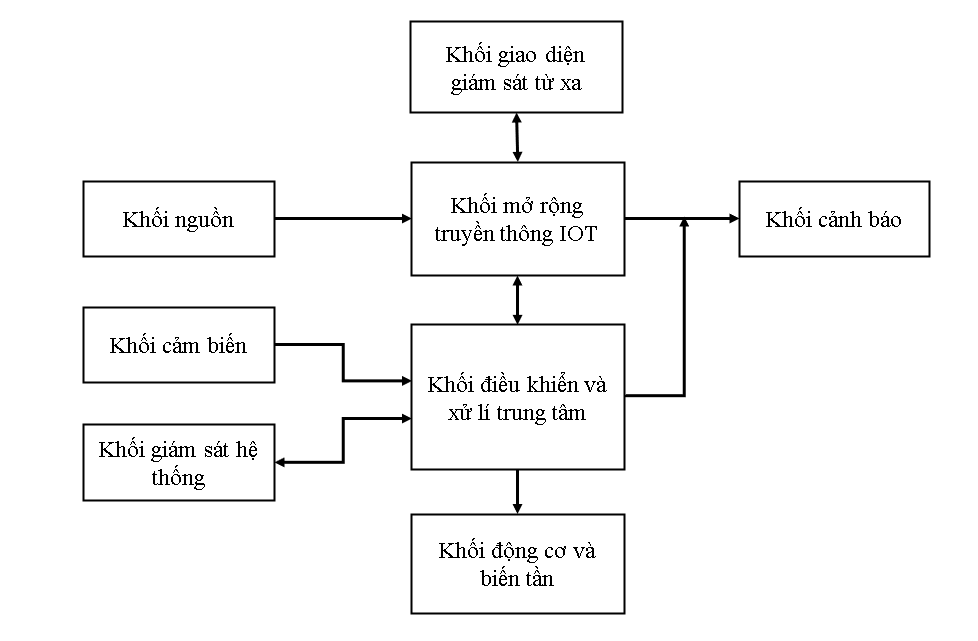 Khối giao diện
giám sát từ xa
Khối nguồn
Khối mở rộng
truyền thông IOT
Khối cảnh báo
Khối cảm biến
Khối điều khiển và
xử lí trung tâm
Khối giám sát hệ
thống
Khối động cơ và
biến tần